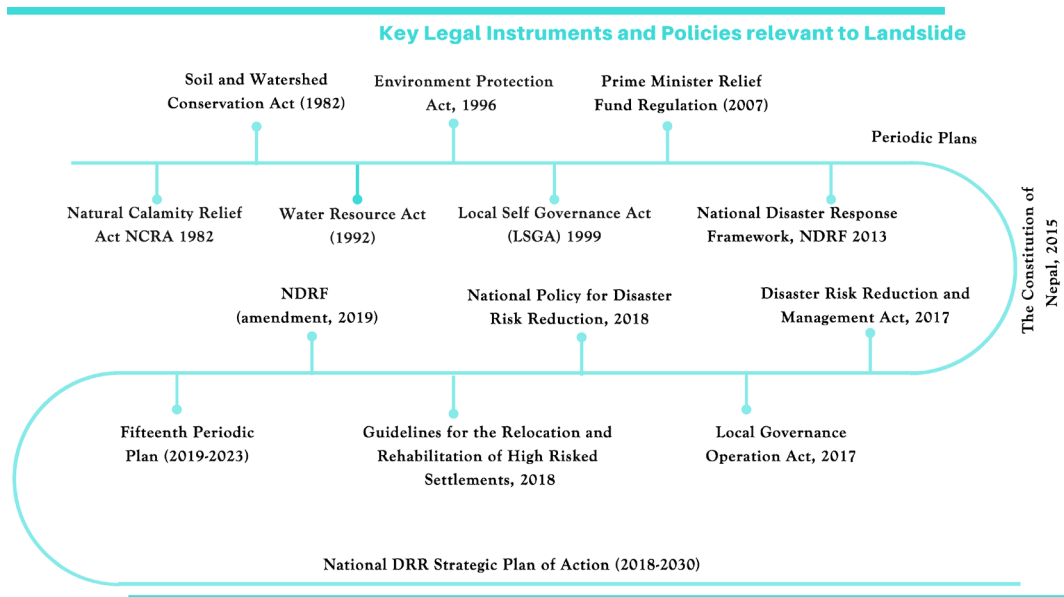 Key Legal Instruments and Policies relevant to Landslide
Soil and Watershed
Conservation Act (1982)
Environment Protection
Act, 1996
Prime Minister Relief
Fund Regulation (2007)
Periodic Plans
Natural Calamity Relief
Act NCRA 1982
Water Resource Act
(1992)
Local Self Governance Act
(LSGA) 1999
National Disaster Response
Framework, NDRF 2013
The Constitution of
Nepal, 2015
NDRF
(amendment, 2019)
National Policy for Disaster
Risk Reduction, 2018
Disaster Risk Reduction and
Management Act, 2017
Fifteenth Periodic
Plan (2019-2023)
Guidelines for the Relocation and
Rehabilitation of High Risked
Settlements, 2018
Local Governance
Operation Act, 2017
National DRR Strategic Plan of Action (2018-2030)